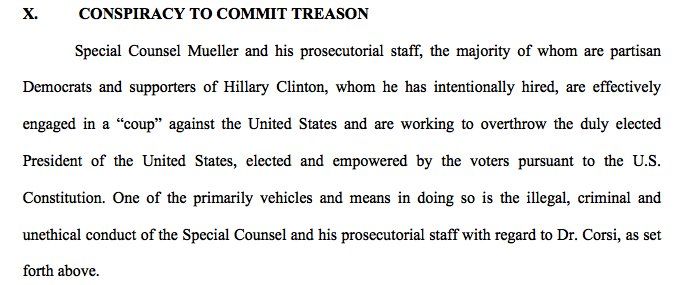 X. CONSPIRACY TO COMMIT TREASON
Special Counsel Mueller and his prosecutorial staff, the majority of whom are partisan
Democrats and supporters of Hillary Clinton, whom he has intentionally hired, are effectively
engaged in a “coup” against the United States and are working to overthrow the duly elected
President of the United States, elected and empowered by the voters pursuant to the U.S.
Constitution. One of the primarily vehicles and means in doing so is the illegal, criminal and
unethical conduct of the Special Counsel and his prosecutorial staff with regard to Dr. Corsi, as set
forth above.